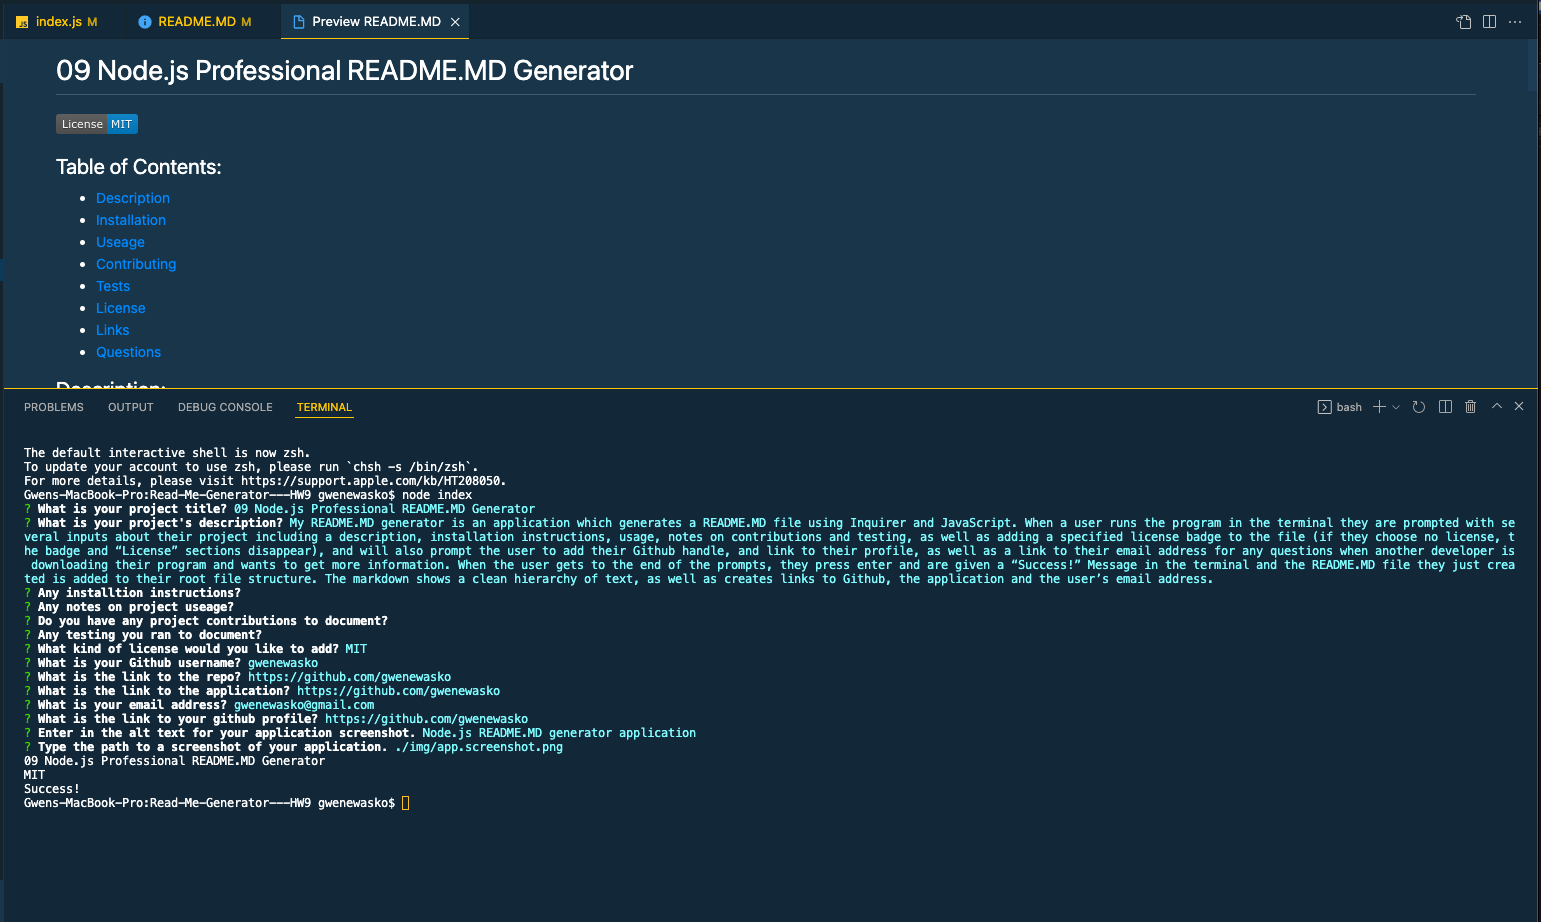 index.js M README.MD M Preview README.MD
09 Node.js Professional README.MD Generator
License MIT
Table of Contents:
Description
Installation
Useage
Contributing
Tests
License
Links
Questions
Description:
PROBLEMS OUTPUT DEBUG CONSOLE TERMINAL bash
The default interactive shell is now zsh.
To update your account to use zsh, please run `chsh -s /bin/zsh`.
For more details, please visit https://support.apple.com/kb/HT208050.
Gwens-MacBook-Pro:Read-Me-Generator---HW9 gwenewasko$ node index
? What is your project title? 09 Node.js Professional README.MD Generator
? What is your project's description? My README.MD generator is an application which generates a README.MD file using Inquirer and JavaScript. When a user runs the program in the terminal they are prompted with se
veral inputs about their project including a description, installation instructions, usage, notes on contributions and testing, as well as adding a specified license badge to the file (if they choose no license, t
he badge and “License” sections disappear), and will also prompt the user to add their Github handle, and link to their profile, as well as a link to their email address for any questions when another developer is
downloading their program and wants to get more information. When the user gets to the end of the prompts, they press enter and are given a “Success!” Message in the terminal and the README.MD file they just crea
ted is added to their root file structure. The markdown shows a clean hierarchy of text, as well as creates links to Github, the application and the user’s email address.
? Any installtion instructions?
? Any notes on project useage?
? Do you have any project contributions to document?
? Any testing you ran to document?
? What kind of license would you like to add? MIT
? What is your Github username? gwenewasko
? What is the link to the repo? https://github.com/gwenewasko
? What is the link to the application? https://github.com/gwenewasko
? What is your email address? gwenewasko@gmail.com
? What is the link to your github profile? https://github.com/gwenewasko
? Enter in the alt text for your application screenshot. Node.js README.MD generator application
? Type the path to a screenshot of your application. ./img/app.screenshot.png
09 Node.js Professional README.MD Generator
MIT
Success!
Gwens-MacBook-Pro:Read-Me-Generator---HW9 gwenewasko$